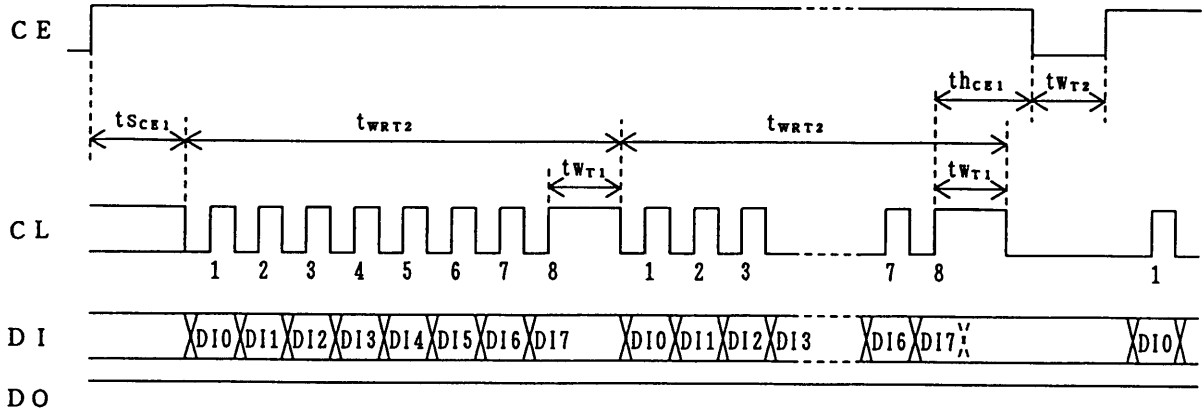 CE
thCE1 tWT2
tSCE1 tWRT2 tWRT2
tWT1 tWT1
CL
1 2 3 4 5 6 7 8 1 2 3 7 8 1
DI DI0 DI1 DI2 DI3 DI4 DI5 DI6 DI7 DI0 DI1 DI2 DI3 DI6 DI7 DI0
DO